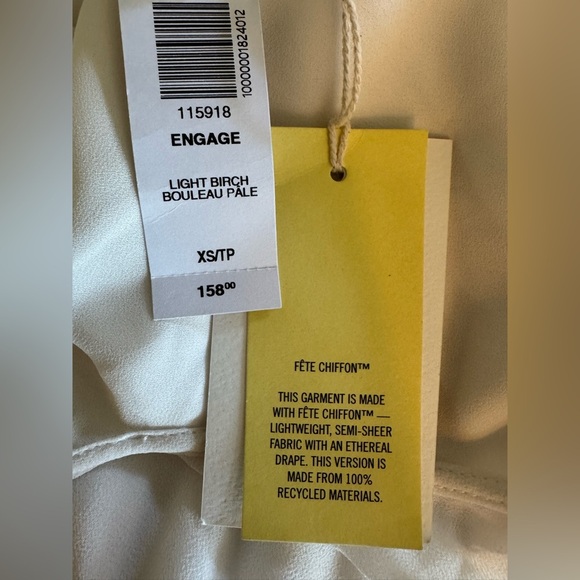 10000001824012
115918
ENGAGE
LIGHT BIRCH
BOULEAU PÂLE
XS/TP
158⁰⁰
FÊTE CHIFFON™
THIS GARMENT IS MADE
WITH FÊTE CHIFFON™ —
LIGHTWEIGHT, SEMI-SHEER
FABRIC WITH AN ETHEREAL
DRAPE. THIS VERSION IS
MADE FROM 100%
RECYCLED MATERIALS.